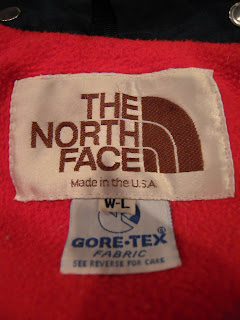 THE
NORTH
FACE
Made in the U.S.A.
W-L
GORE-TEX
FABRIC
SEE REVERSE FOR CARE